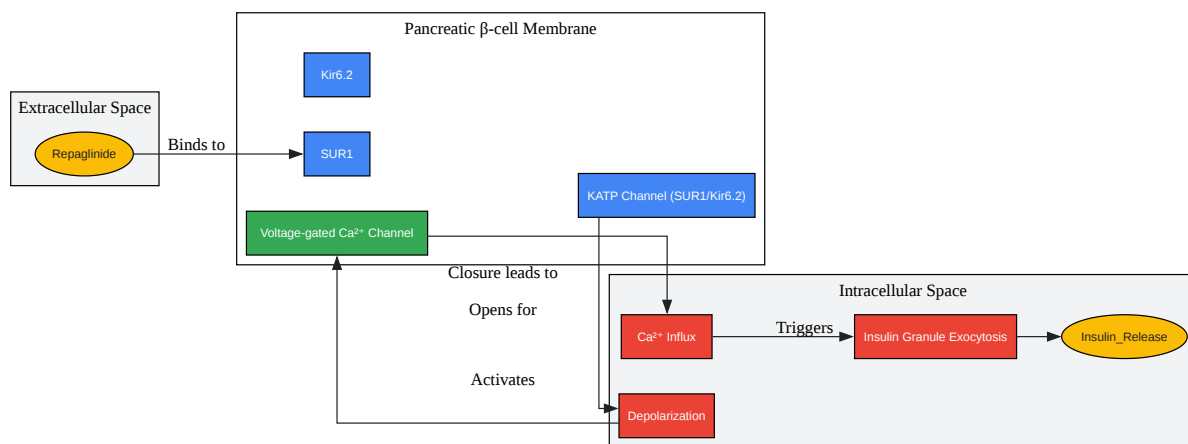 Pancreatic β-cell Membrane
Kir6.2
Extracellular Space
Repaglinide
Binds to
SUR1
KATP Channel (SUR1/Kir6.2)
Voltage-gated Ca²⁺ Channel
Closure leads to
Intracellular Space
Opens for
Ca²⁺ Influx
Triggers
Insulin Granule Exocytosis
Insulin_Release
Activates
Depolarization